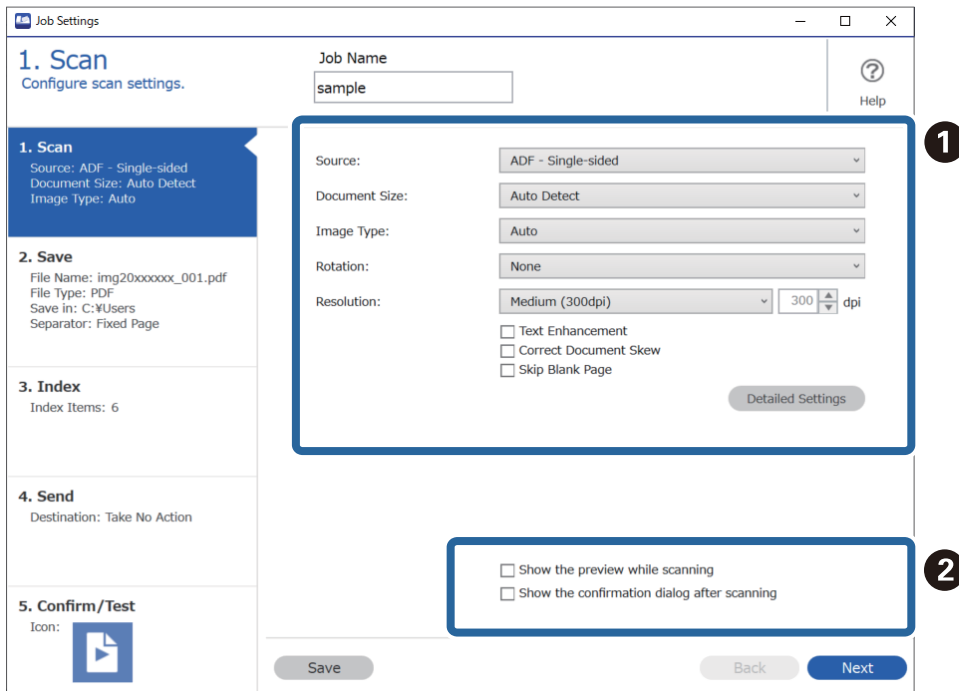 Job Settings
1. Scan
Configure scan settings.
Job Name
sample
Help
1. Scan
Source: ADF - Single-sided
Document Size: Auto Detect
Image Type: Auto
2. Save
File Name: img20xxxxxx_001.pdf
File Type: PDF
Save in: C:¥Users
Separator: Fixed Page
3. Index
Index Items: 6
4. Send
Destination: Take No Action
5. Confirm/Test
Icon:
1
Source: ADF - Single-sided
Document Size: Auto Detect
Image Type: Auto
Rotation: None
Resolution: Medium (300dpi) 300 dpi
Text Enhancement
Correct Document Skew
Skip Blank Page
Detailed Settings
2
Show the preview while scanning
Show the confirmation dialog after scanning
Save Back Next